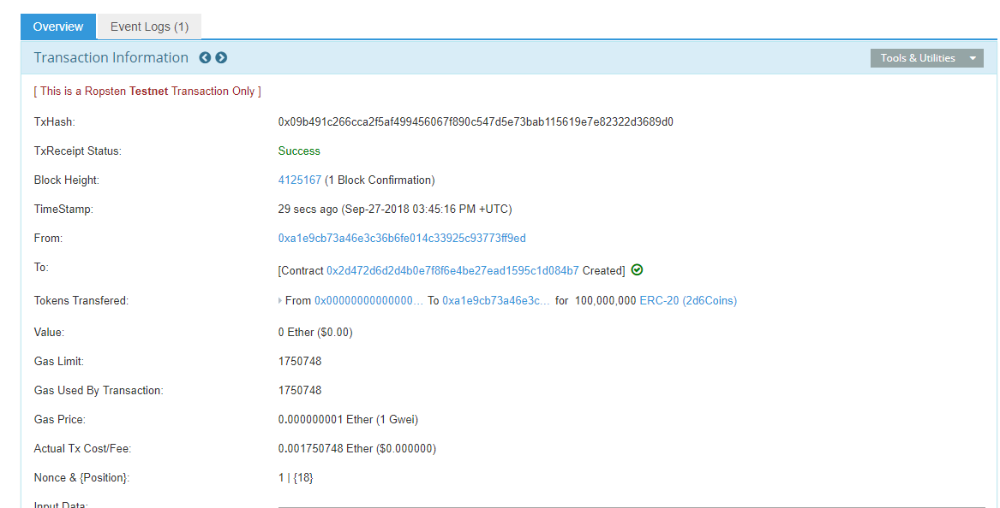 Overview Event Logs (1)
Transaction Information Tools & Utilities
[ This is a Ropsten Testnet Transaction Only ]
TxHash: 0x09b491c266cca2f5af499456067f890c547d5e73bab115619e7e82322d3689d0
TxReceipt Status: Success
Block Height: 4125167 (1 Block Confirmation)
TimeStamp: 29 secs ago (Sep-27-2018 03:45:16 PM +UTC)
From: 0xa1e9cb73a46e3c36b6fe014c33925c93773ff9ed
To: [Contract 0x2d472d6d2d4b0e7f8f6e4be27ead1595c1d084b7 Created]
Tokens Transfered: From 0x00000000000000… To 0xa1e9cb73a46e3c… for 100,000,000 ERC-20 (2d6Coins)
Value: 0 Ether ($0.00)
Gas Limit: 1750748
Gas Used By Transaction: 1750748
Gas Price: 0.000000001 Ether (1 Gwei)
Actual Tx Cost/Fee: 0.001750748 Ether ($0.000000)
Nonce & {Position}: 1 | {18}
Input Data: